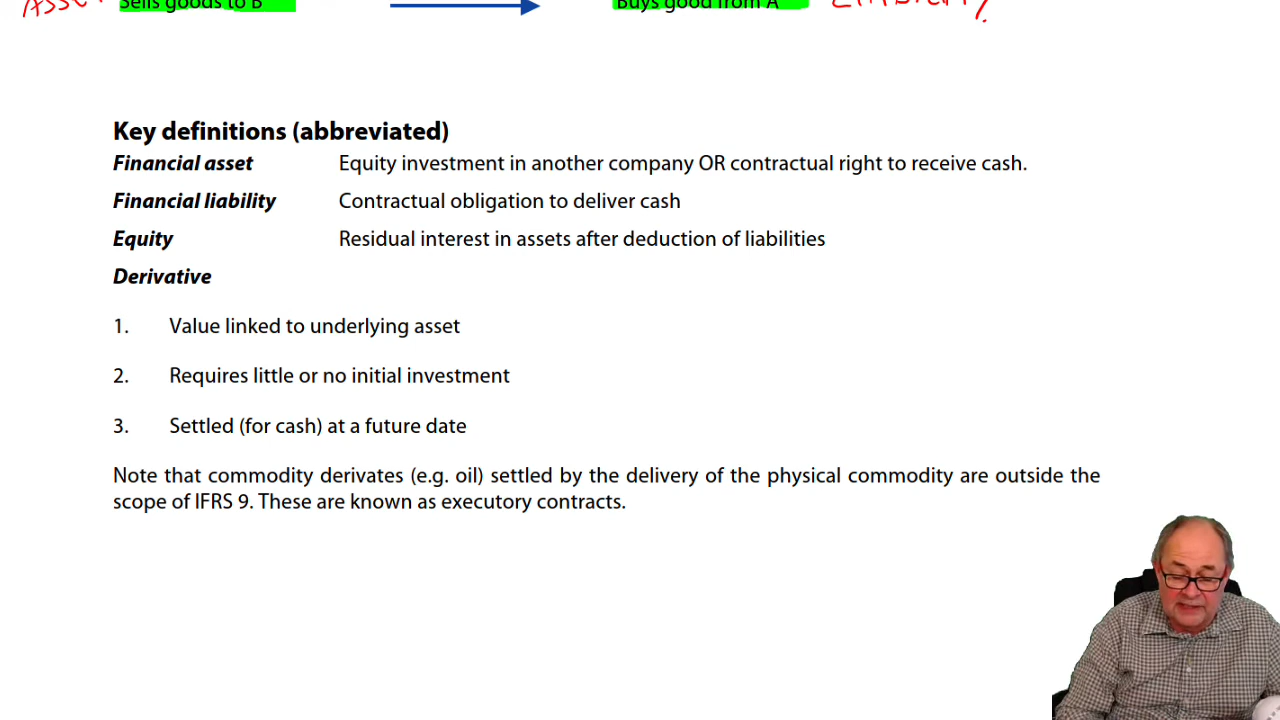 Sells goods to B
Buys good from A
Key definitions (abbreviated)
Financial asset Equity investment in another company OR contractual right to receive cash.
Financial liability Contractual obligation to deliver cash
Equity Residual interest in assets after deduction of liabilities
Derivative
1. Value linked to underlying asset
2. Requires little or no initial investment
3. Settled (for cash) at a future date
Note that commodity derivates (e.g. oil) settled by the delivery of the physical commodity are outside the
scope of IFRS 9. These are known as executory contracts.